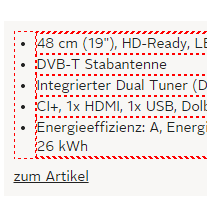 48 cm (19"), HD-Ready, LE
DVB-T Stabantenne
Integrierter Dual Tuner (D
CI+, 1x HDMI, 1x USB, Dolb
Energieeffizienz: A, Energi
26 kWh
zum Artikel